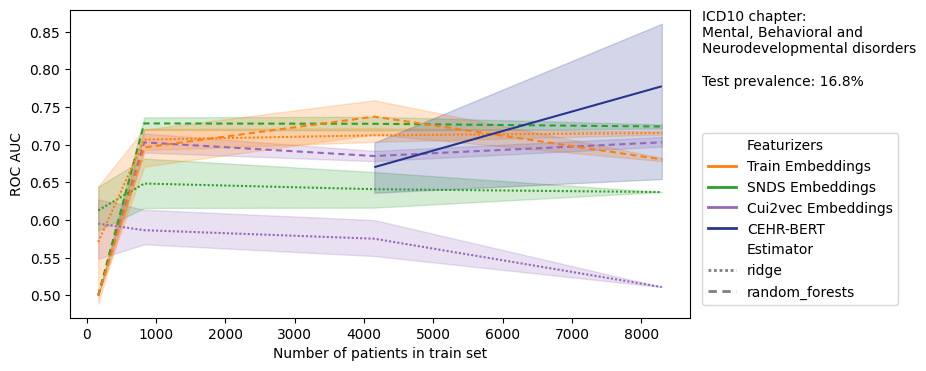 0.85
0.80
0.75
0.70
0.65
0.60
0.55
0.50
ROC AUC
0 1000 2000 3000 4000 5000 6000 7000 8000
Number of patients in train set
ICD10 chapter:
Mental, Behavioral and
Neurodevelopmental disorders
Test prevalence: 16.8%
Featurizers
Train Embeddings
SNDS Embeddings
Cui2vec Embeddings
CEHR-BERT
Estimator
ridge
random_forests